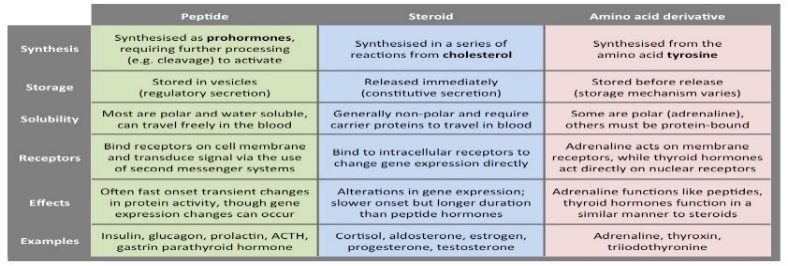 Peptide Steroid Amino acid derivative
Synthesis
Synthesised as prohormones,
requiring further processing
(e.g. cleavage) to activate
Synthesised in a series of
reactions from cholesterol
Synthesised from the
amino acid tyrosine
Storage
Stored in vesicles
(regulatory secretion)
Released immediately
(constitutive secretion)
Stored before release
(storage mechanism varies)
Solubility
Most are polar and water soluble,
can travel freely in the blood
Generally non-polar and require
carrier proteins to travel in blood
Some are polar (adrenaline),
others must be protein-bound
Receptors
Bind receptors on cell membrane
and transduce signal via the use
of second messenger systems
Bind to intracellular receptors to
change gene expression directly
Adrenaline acts on membrane
receptors, while thyroid hormones
act directly on nuclear receptors
Effects
Often fast onset transient changes
in protein activity, though gene
expression changes can occur
Alterations in gene expression;
slower onset but longer duration
than peptide hormones
Adrenaline functions like peptides,
thyroid hormones function in a
similar manner to steroids
Examples
Insulin, glucagon, prolactin, ACTH,
gastrin parathyroid hormone
Cortisol, aldosterone, estrogen,
progesterone, testosterone
Adrenaline, thyroxin,
triiodothyronine